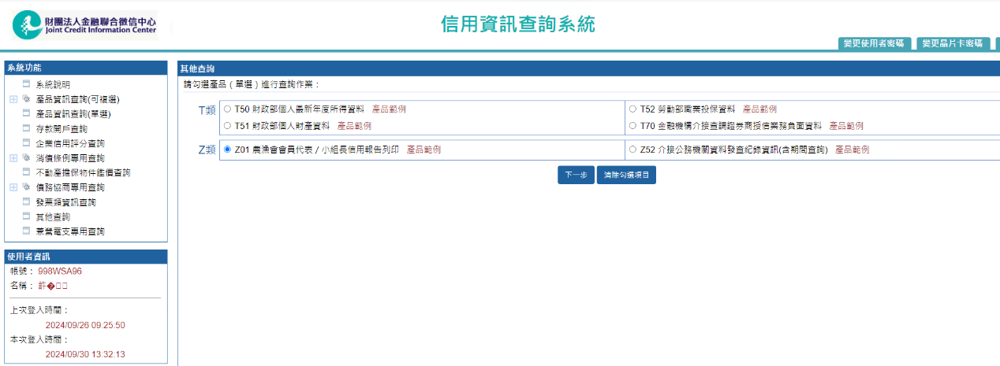 財團法人金融聯合徵信中心
Joint Credit Information Center
信用資訊查詢系統
變更使用者密碼
變更晶片卡密碼
系統功能
系統說明
產品資訊查詢(可複選)
產品資訊查詢(單選)
存款開戶查詢
企業信用評分查詢
消債條例專用查詢
不動產擔保物件鑑價查詢
債務協商專用查詢
發票類資訊查詢
其他查詢
兼營電支專用查詢
使用者資訊
帳號： 998WSA96
名稱： 許�
上次登入時間：
2024/09/26 09:25:50
本次登入時間：
2024/09/30 13:32:13
其他查詢
請勾選產品（單選）進行查詢作業：
T類
T50 財政部個人最新年度所得資料 產品範例
T52 勞動部職業投保資料 產品範例
T51 財政部個人財產資料 產品範例
T70 金融機構介接查調證券商授信業務負面資料 產品範例
Z類
Z01 農漁會會員代表／小組長信用報告列印 產品範例
Z52 介接公務機關資料發查紀錄資訊(含期間查詢) 產品範例
下一步
清除勾選項目